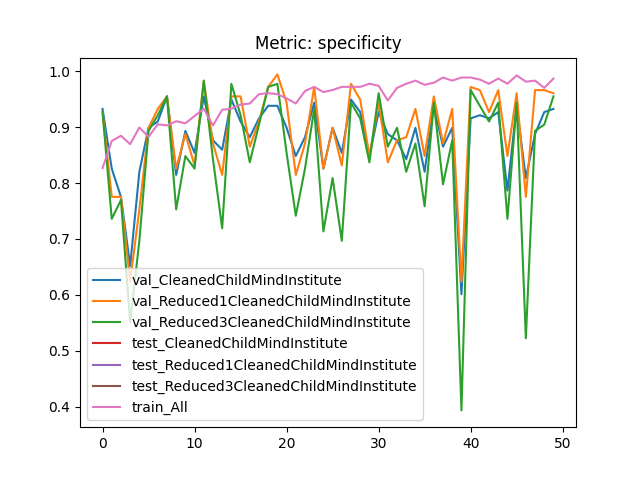 Metric: specificity
1.0
0.9
0.8
0.7
0.6
0.5
0.4
val_CleanedChildMindInstitute
val_Reduced1CleanedChildMindInstitute
val_Reduced3CleanedChildMindInstitute
test_CleanedChildMindInstitute
test_Reduced1CleanedChildMindInstitute
test_Reduced3CleanedChildMindInstitute
train_All
0 10 20 30 40 50